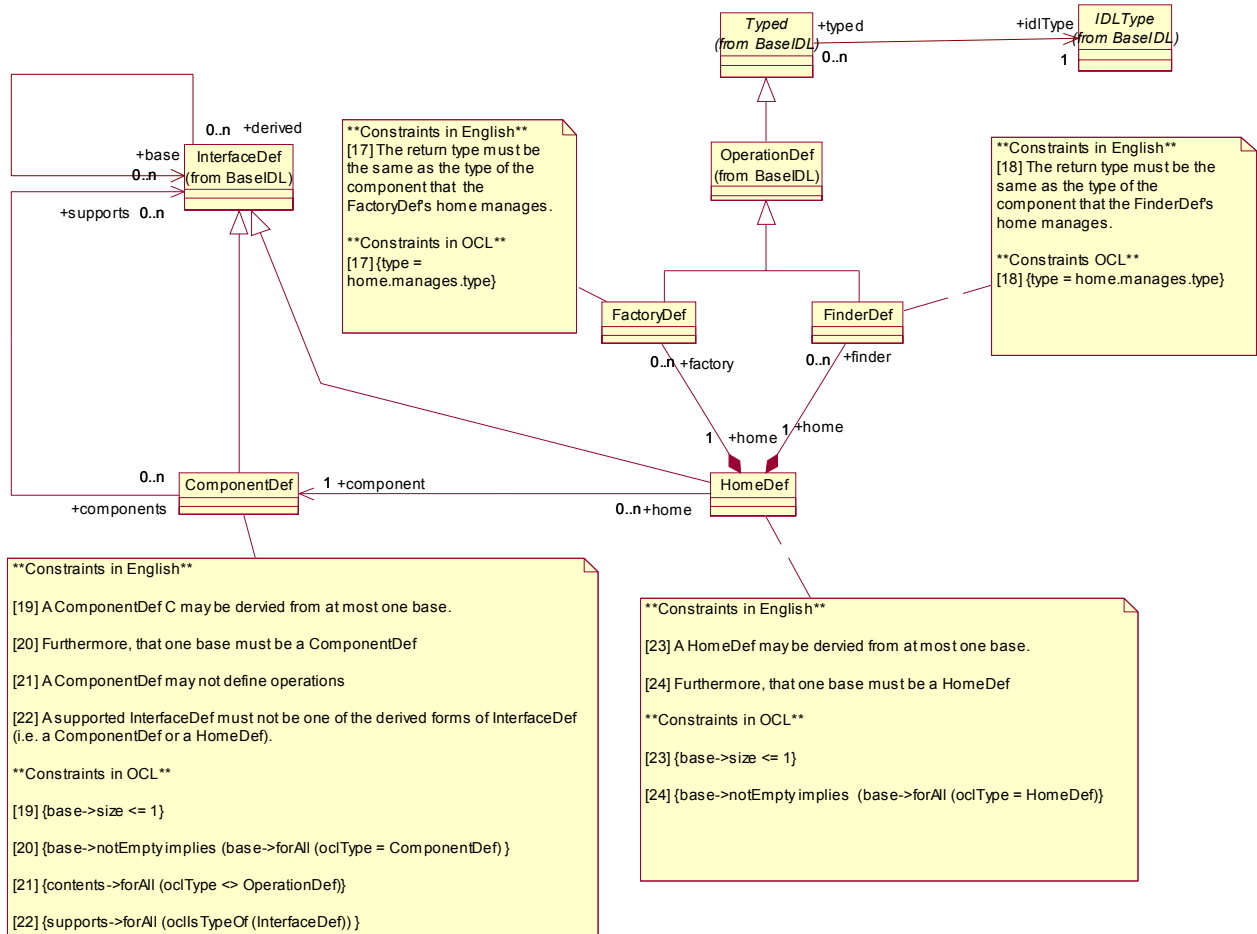 Typed
(from BaseIDL)
+typed
0..n
+idlType
1
IDLType
(from BaseIDL)
0..n +derived
+base
0..n
InterfaceDef
(from BaseIDL)
+supports 0..n
**Constraints in English**
[17] The return type must be
the same as the type of the
component that the
FactoryDef's home manages.
**Constraints in OCL**
[17] {type =
home.manages.type}
OperationDef
(from BaseIDL)
**Constraints in English**
[18] The return type must be the
same as the type of the
component that the FinderDef's
home manages.
**Constraints OCL**
[18] {type = home.manages.type}
FactoryDef
FinderDef
0..n +factory
0..n +finder
1 +home
1 +home
0..n
+components
ComponentDef
1 +component
0..n +home
HomeDef
**Constraints in English**
[19] A ComponentDef C may be dervied from at most one base.
[20] Furthermore, that one base must be a ComponentDef
[21] A ComponentDef may not define operations
[22] A supported InterfaceDef must not be one of the derived forms of InterfaceDef
(i.e. a ComponentDef or a HomeDef).
**Constraints in OCL**
[19] {base->size <= 1}
[20] {base->notEmpty implies (base->forAll (oclType = ComponentDef) }
[21] {contents->forAll (oclType <> OperationDef)}
[22] {supports->forAll (oclIsTypeOf (InterfaceDef)) }
**Constraints in English**
[23] A HomeDef may be dervied from at most one base.
[24] Furthermore, that one base must be a HomeDef
**Constraints in OCL**
[23] {base->size <= 1}
[24] {base->notEmpty implies (base->forAll (oclType = HomeDef)}